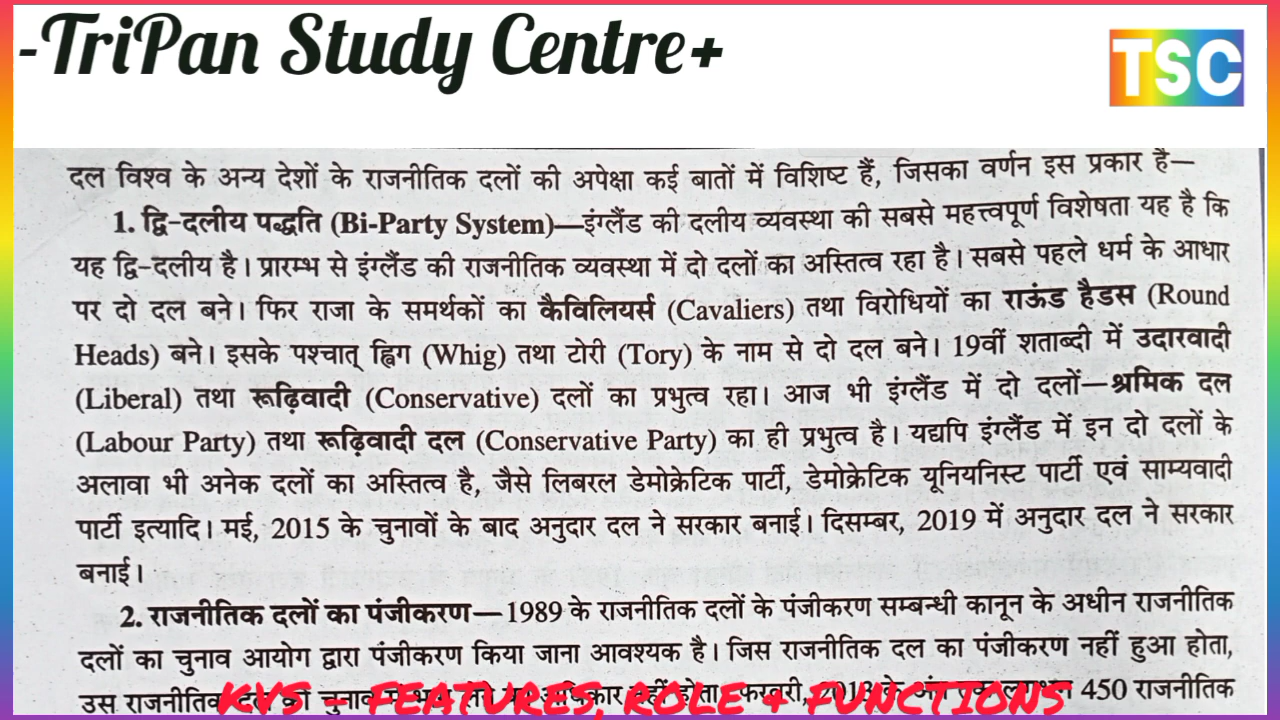 -TriPan Study Centre+
TSC
दल विश्व के अन्य देशों के राजनीतिक दलों की अपेक्षा कई बातों में विशिष्ट हैं, जिसका वर्णन इस प्रकार है—
1. द्वि-दलीय पद्धति (Bi-Party System)—इंग्लैंड की दलीय व्यवस्था की सबसे महत्त्वपूर्ण विशेषता यह है कि
यह द्वि-दलीय है। प्रारम्भ से इंग्लैंड की राजनीतिक व्यवस्था में दो दलों का अस्तित्व रहा है। सबसे पहले धर्म के आधार
पर दो दल बने। फिर राजा के समर्थकों का कैविलियर्स (Cavaliers) तथा विरोधियों का राऊंड हैडस (Round
Heads) बने। इसके पश्चात् ह्विग (Whig) तथा टोरी (Tory) के नाम से दो दल बने। 19वीं शताब्दी में उदारवादी
(Liberal) तथा रूढ़िवादी (Conservative) दलों का प्रभुत्व रहा। आज भी इंग्लैंड में दो दलों—श्रमिक दल
(Labour Party) तथा रूढ़िवादी दल (Conservative Party) का ही प्रभुत्व है। यद्यपि इंग्लैंड में इन दो दलों के
अलावा भी अनेक दलों का अस्तित्व है, जैसे लिबरल डेमोक्रेटिक पार्टी, डेमोक्रेटिक यूनियनिस्ट पार्टी एवं साम्यवादी
पार्टी इत्यादि। मई, 2015 के चुनावों के बाद अनुदार दल ने सरकार बनाई। दिसम्बर, 2019 में अनुदार दल ने सरकार
बनाई।
2. राजनीतिक दलों का पंजीकरण—1989 के राजनीतिक दलों के पंजीकरण सम्बन्धी कानून के अधीन राजनीतिक
दलों का चुनाव आयोग द्वारा पंजीकरण किया जाना आवश्यक है। जिस राजनीतिक दल का पंजीकरण नहीं हुआ होता,
उस राजनीतिक दल को चुनाव में नहीं होता। फरवरी, 2013 के 450 राजनीतिक
KVS - FEATURES, ROLE + FUNCTIONS